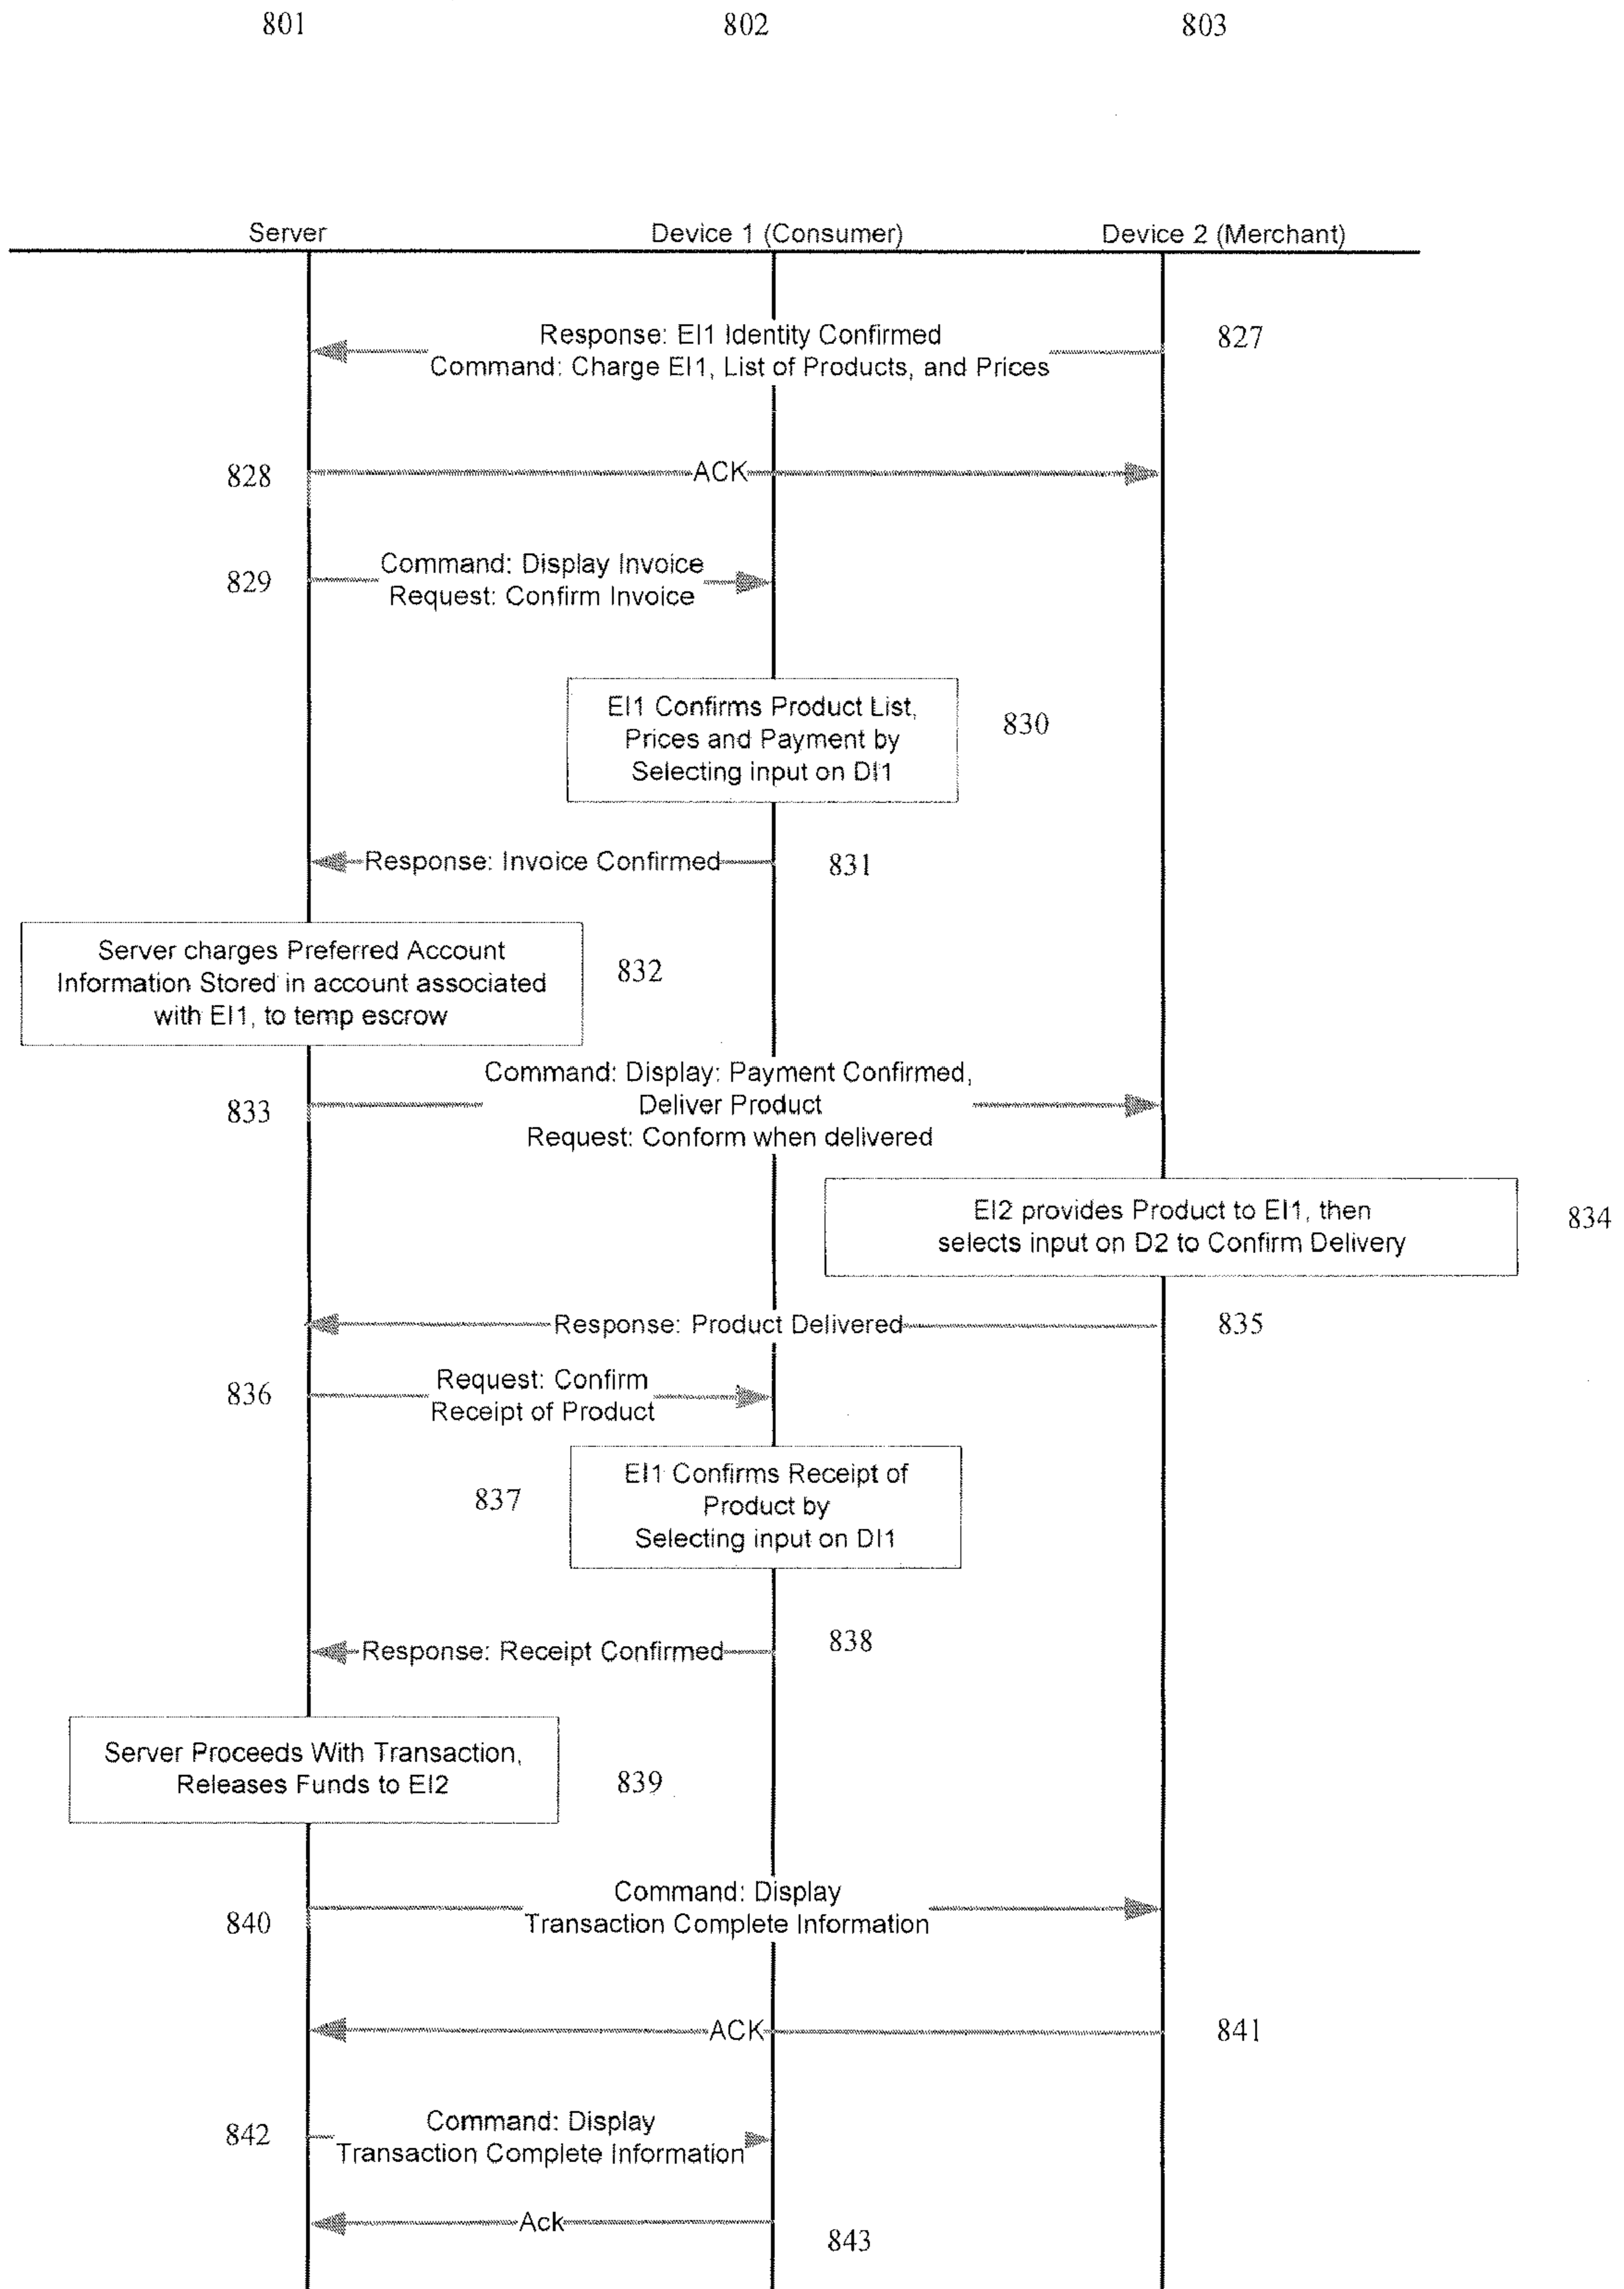 801
802
803
Server
Device 1 (Consumer)
Device 2 (Merchant)
Response: EI1 Identity Confirmed
Command: Charge EI1, List of Products, and Prices
827
828
ACK
829
Command: Display Invoice
Request: Confirm Invoice
EI1 Confirms Product List,
Prices and Payment by
Selecting input on DI1
830
Response: Invoice Confirmed
831
Server charges Preferred Account
Information Stored in account associated
with EI1, to temp escrow
832
833
Command: Display: Payment Confirmed,
Deliver Product
Request: Conform when delivered
EI2 provides Product to EI1, then
selects input on D2 to Confirm Delivery
834
Response: Product Delivered
835
836
Request: Confirm
Receipt of Product
837
EI1 Confirms Receipt of
Product by
Selecting input on DI1
Response: Receipt Confirmed
838
Server Proceeds With Transaction,
Releases Funds to EI2
839
840
Command: Display
Transaction Complete Information
ACK
841
842
Command: Display
Transaction Complete Information
Ack
843